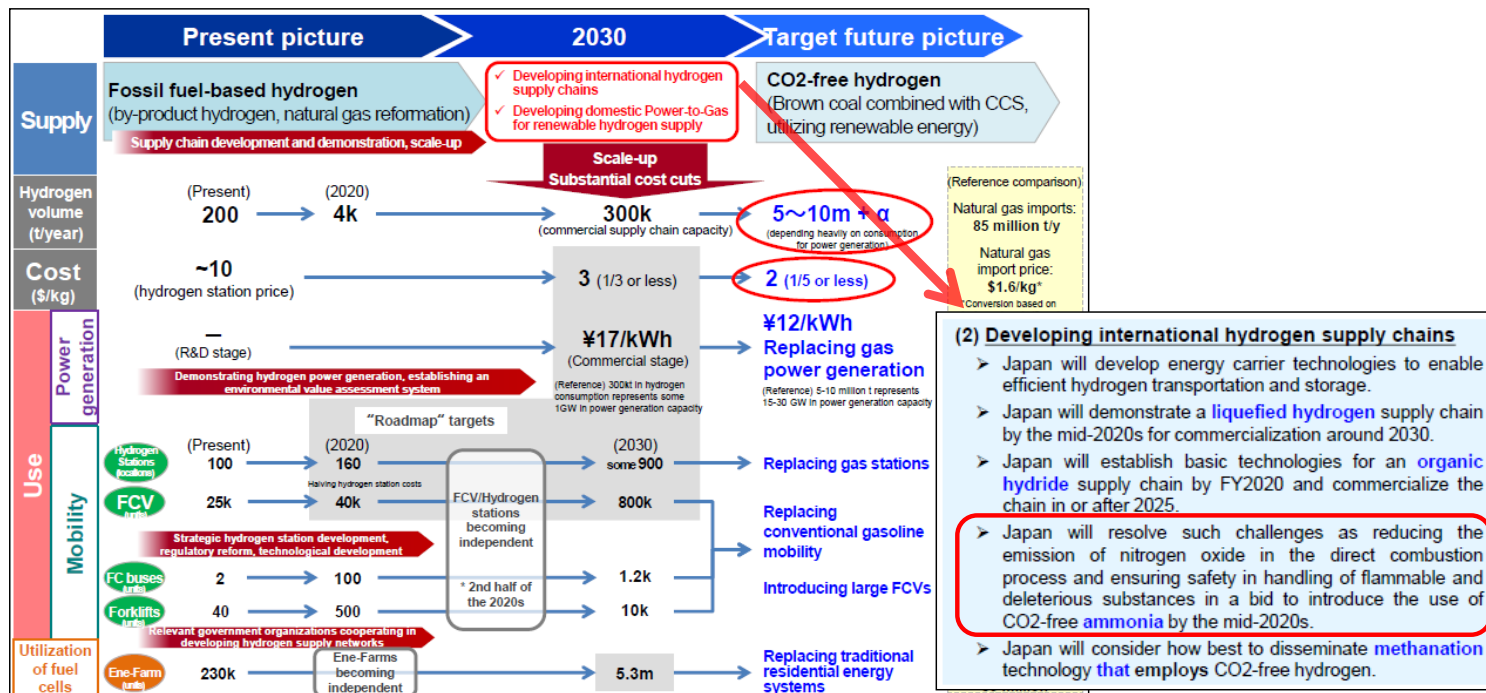 Present picture
2030
Target future picture
Supply
Fossil fuel-based hydrogen
(by-product hydrogen, natural gas reformation)
Supply chain development and demonstration, scale-up
✓ Developing international hydrogen
supply chains
✓ Developing domestic Power-to-Gas
for renewable hydrogen supply
CO2-free hydrogen
(Brown coal combined with CCS,
utilizing renewable energy)
Scale-up
Substantial cost cuts
Hydrogen
volume
(t/year)
(Present)
200
(2020)
4k
300k
(commercial supply chain capacity)
5～10m + α
(depending heavily on consumption
for power generation)
Cost
($/kg)
~10
(hydrogen station price)
3 (1/3 or less)
2 (1/5 or less)
(Reference comparison)
Natural gas imports:
85 million t/y
Natural gas
import price:
$1.6/kg*
*Conversion based on
Use
Power
generation
–
(R&D stage)
Demonstrating hydrogen power generation, establishing an
environmental value assessment system
¥17/kWh
(Commercial stage)
(Reference) 300kt in hydrogen
consumption represents some
1GW in power generation capacity
¥12/kWh
Replacing gas
power generation
(Reference) 5-10 million t represents
15-30 GW in power generation capacity
"Roadmap" targets
Mobility
Hydrogen
Stations
(locations)
(Present)
100
(2020)
160
Halving hydrogen station costs
(2030)
some 900
Replacing gas stations
FCV
(units)
25k
40k
FCV/Hydrogen
stations
becoming
independent
* 2nd half of
the 2020s
800k
Strategic hydrogen station development,
regulatory reform, technological development
Replacing
conventional gasoline
mobility
FC buses
(units)
2
100
1.2k
Introducing large FCVs
Forklifts
(units)
40
500
10k
Relevant government organizations cooperating in
developing hydrogen supply networks
Utilization
of fuel
cells
Ene-Farm
(units)
230k
Ene-Farms
becoming
independent
5.3m
Replacing traditional
residential energy
systems
(2) Developing international hydrogen supply chains
➢ Japan will develop energy carrier technologies to enable
efficient hydrogen transportation and storage.
➢ Japan will demonstrate a liquefied hydrogen supply chain
by the mid-2020s for commercialization around 2030.
➢ Japan will establish basic technologies for an organic
hydride supply chain by FY2020 and commercialize the
chain in or after 2025.
➢ Japan will resolve such challenges as reducing the
emission of nitrogen oxide in the direct combustion
process and ensuring safety in handling of flammable and
deleterious substances in a bid to introduce the use of
CO2-free ammonia by the mid-2020s.
➢ Japan will consider how best to disseminate methanation
technology that employs CO2-free hydrogen.